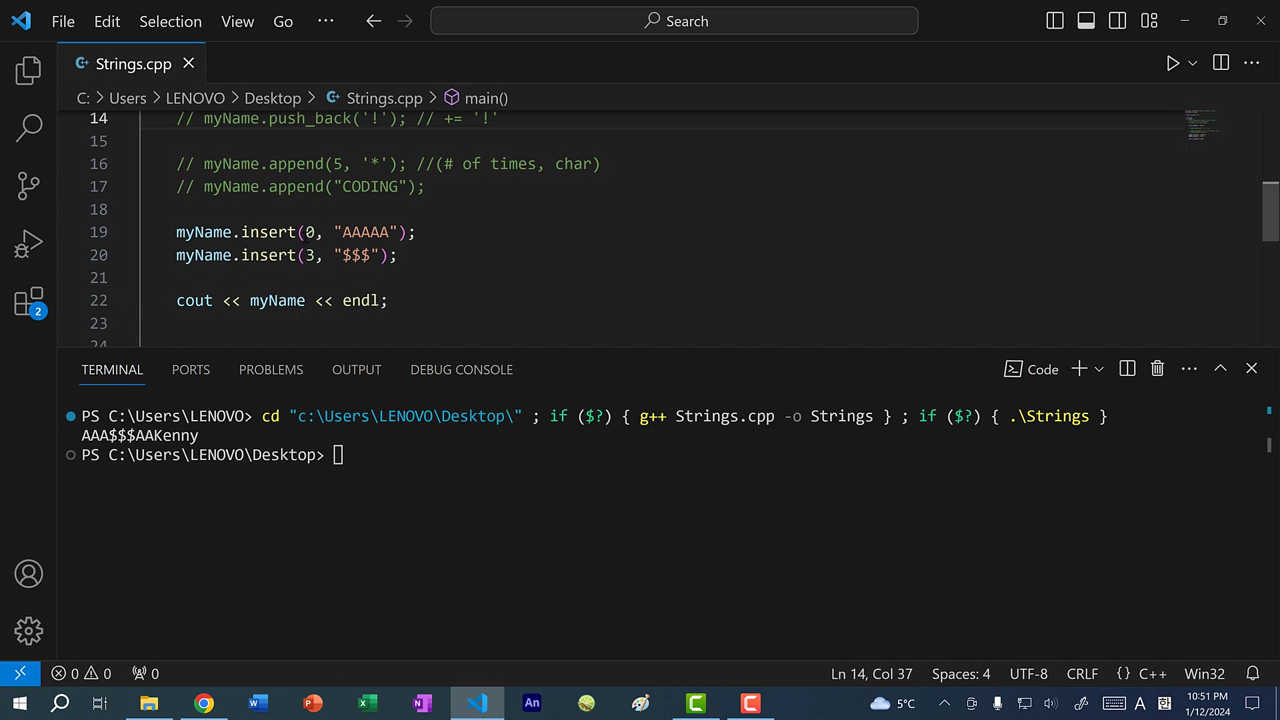 File Edit Selection View Go ··· Search
Strings.cpp
C: > Users > LENOVO > Desktop > Strings.cpp > main()
14 // myName.push_back('!'); // += '!'
15
16 // myName.append(5, '*'); //(# of times, char)
17 // myName.append("CODING");
18
19 myName.insert(0, "AAAAA");
20 myName.insert(3, "$$$");
21
22 cout << myName << endl;
23
24
2
TERMINAL PORTS PROBLEMS OUTPUT DEBUG CONSOLE Code
PS C:\Users\LENOVO> cd "c:\Users\LENOVO\Desktop\" ; if ($?) { g++ Strings.cpp -o Strings } ; if ($?) { .\Strings }
AAA$$$AAKenny
PS C:\Users\LENOVO\Desktop>
0 0 0 Ln 14, Col 37 Spaces: 4 UTF-8 CRLF {} C++ Win32
5°C A 10:51 PM
1/12/2024